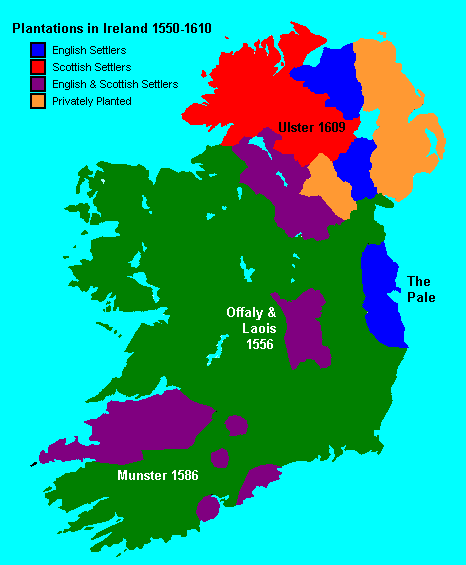 Plantations in Ireland 1550-1610
English Settlers
Scottish Settlers
English & Scottish Settlers
Privately Planted
Ulster 1609
The
Pale
Offaly &
Laois
1556
Munster 1586